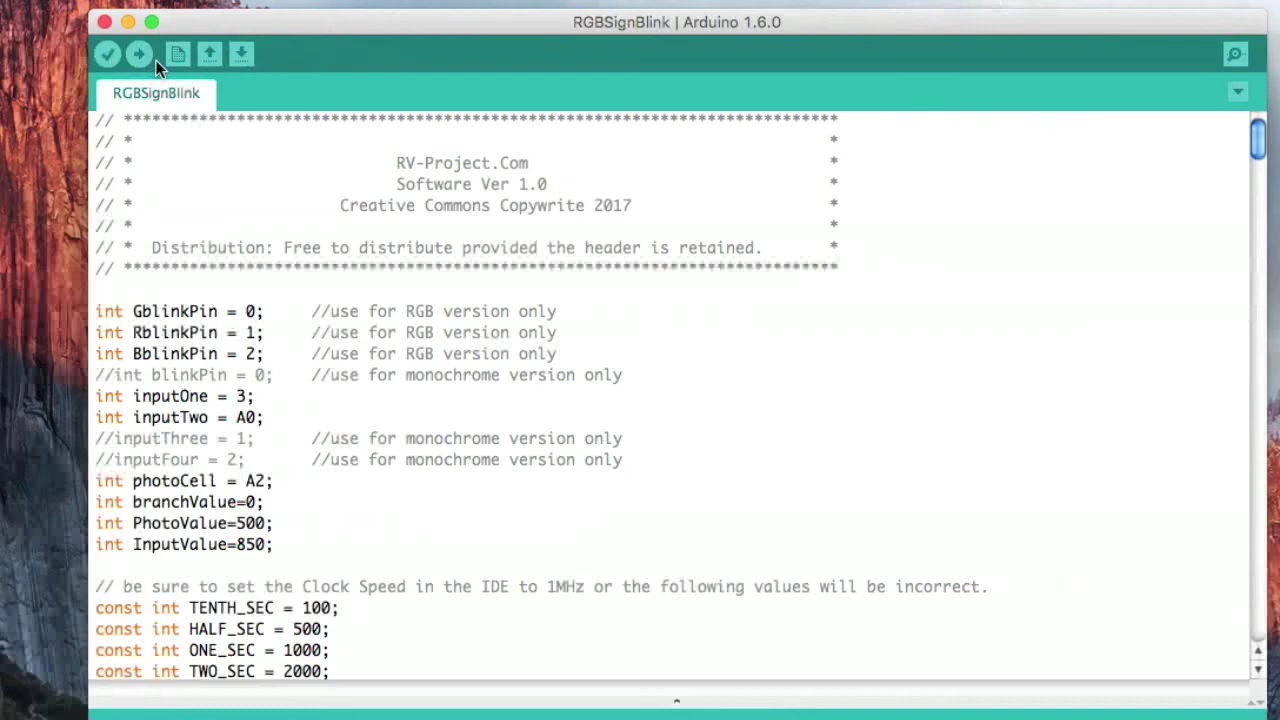 RGBSignBlink | Arduino 1.6.0
RGBSignBlink
// ****************************************************************************
// * *
// * RV-Project.Com *
// * Software Ver 1.0 *
// * Creative Commons Copywrite 2017 *
// * *
// * Distribution: Free to distribute provided the header is retained. *
// ****************************************************************************
int GblinkPin = 0; //use for RGB version only
int RblinkPin = 1; //use for RGB version only
int BblinkPin = 2; //use for RGB version only
//int blinkPin = 0; //use for monochrome version only
int inputOne = 3;
int inputTwo = A0;
//inputThree = 1; //use for monochrome version only
//inputFour = 2; //use for monochrome version only
int photoCell = A2;
int branchValue=0;
int PhotoValue=500;
int InputValue=850;
// be sure to set the Clock Speed in the IDE to 1MHz or the following values will be incorrect.
const int TENTH_SEC = 100;
const int HALF_SEC = 500;
const int ONE_SEC = 1000;
const int TWO_SEC = 2000;